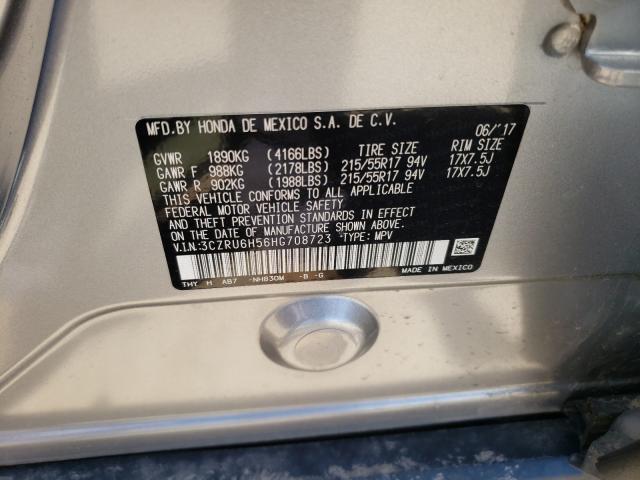 MFD.BY HONDA DE MEXICO S.A. DE C.V.
06/'17
GVWR 1890KG (4166LBS) TIRE SIZE RIM SIZE
GAWR F 988KG (2178LBS) 215/55R17 94V 17X7.5J
GAWR R 902KG (1988LBS) 215/55R17 94V 17X7.5J
THIS VEHICLE CONFORMS TO ALL APPLICABLE
FEDERAL MOTOR VEHICLE SAFETY
AND THEFT PREVENTION STANDARDS IN EFFECT
ON THE DATE OF MANUFACTURE SHOWN ABOVE.
V.I.N:3CZRU6H56HG708723 TYPE: MPV
THY H AB7 -NH830M -B -G MADE IN MEXICO